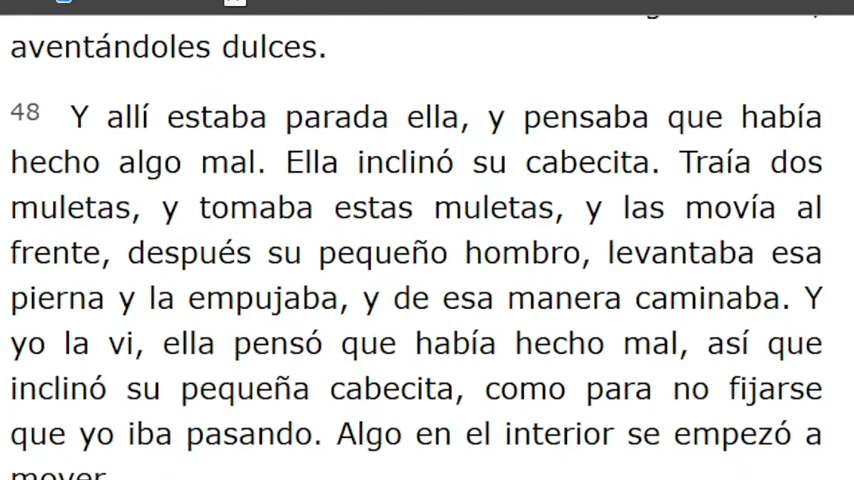 aventándoles dulces.
48 Y allí estaba parada ella, y pensaba que había
hecho algo mal. Ella inclinó su cabecita. Traía dos
muletas, y tomaba estas muletas, y las movía al
frente, después su pequeño hombro, levantaba esa
pierna y la empujaba, y de esa manera caminaba. Y
yo la vi, ella pensó que había hecho mal, así que
inclinó su pequeña cabecita, como para no fijarse
que yo iba pasando. Algo en el interior se empezó a
mover.